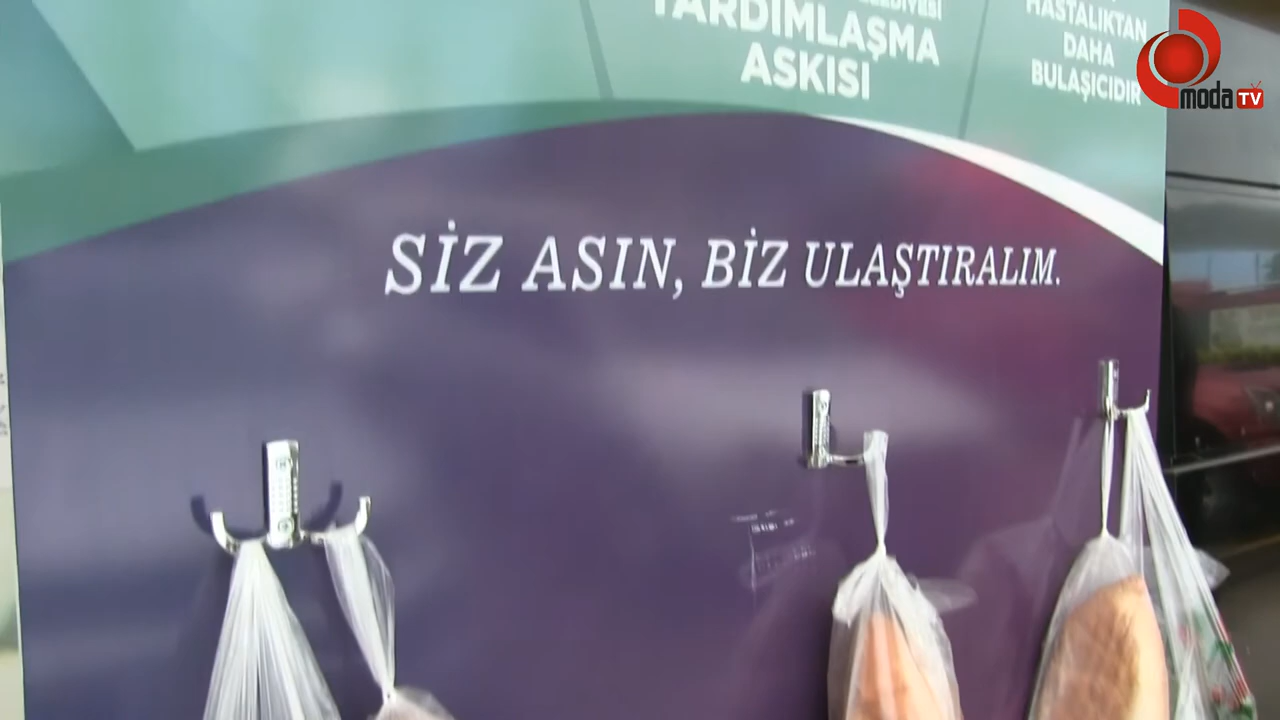 YARDIMLAŞMA
ASKISI
HASTALIKTAN
DAHA
BULAŞICIDIR
moda TV
SİZ ASIN, BİZ ULAŞTIRALIM.